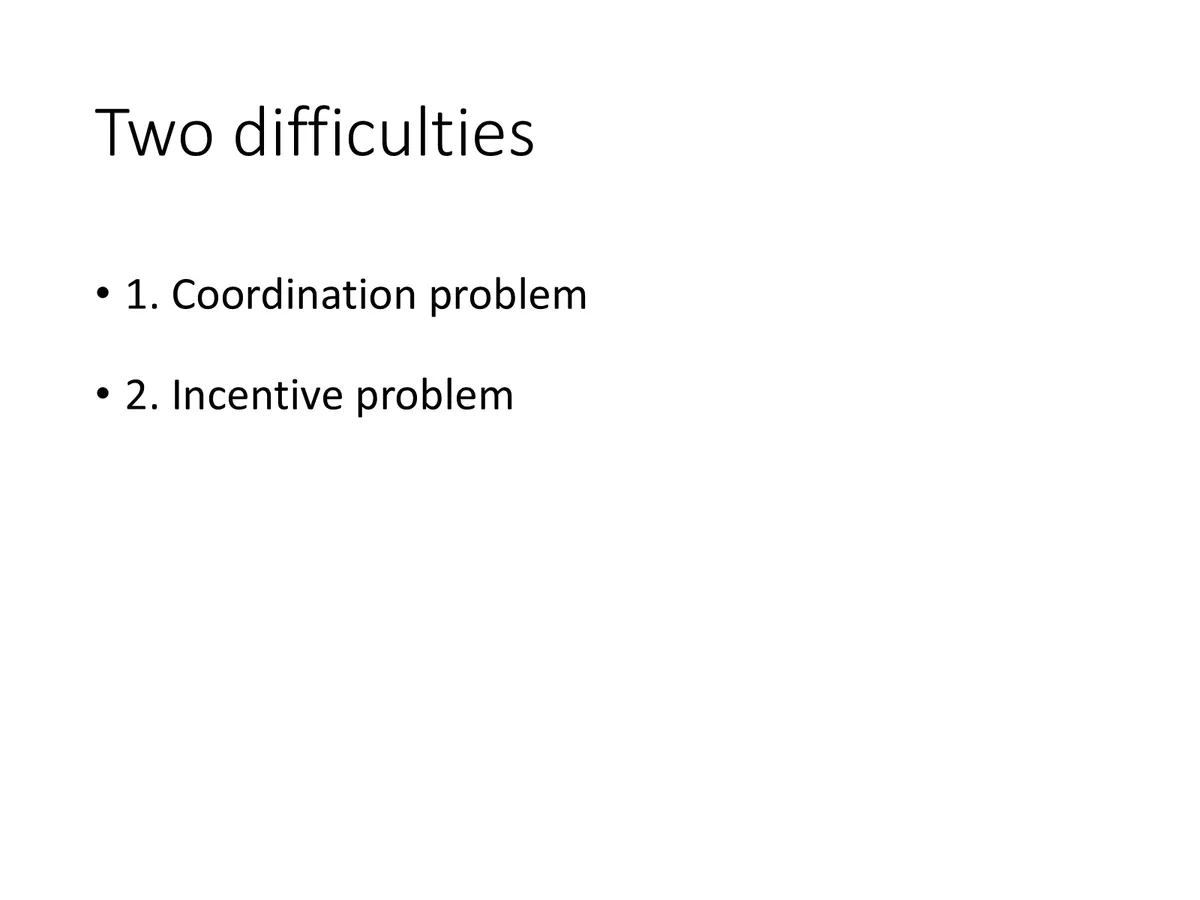 Two difficulties
• 1. Coordination problem
• 2. Incentive problem